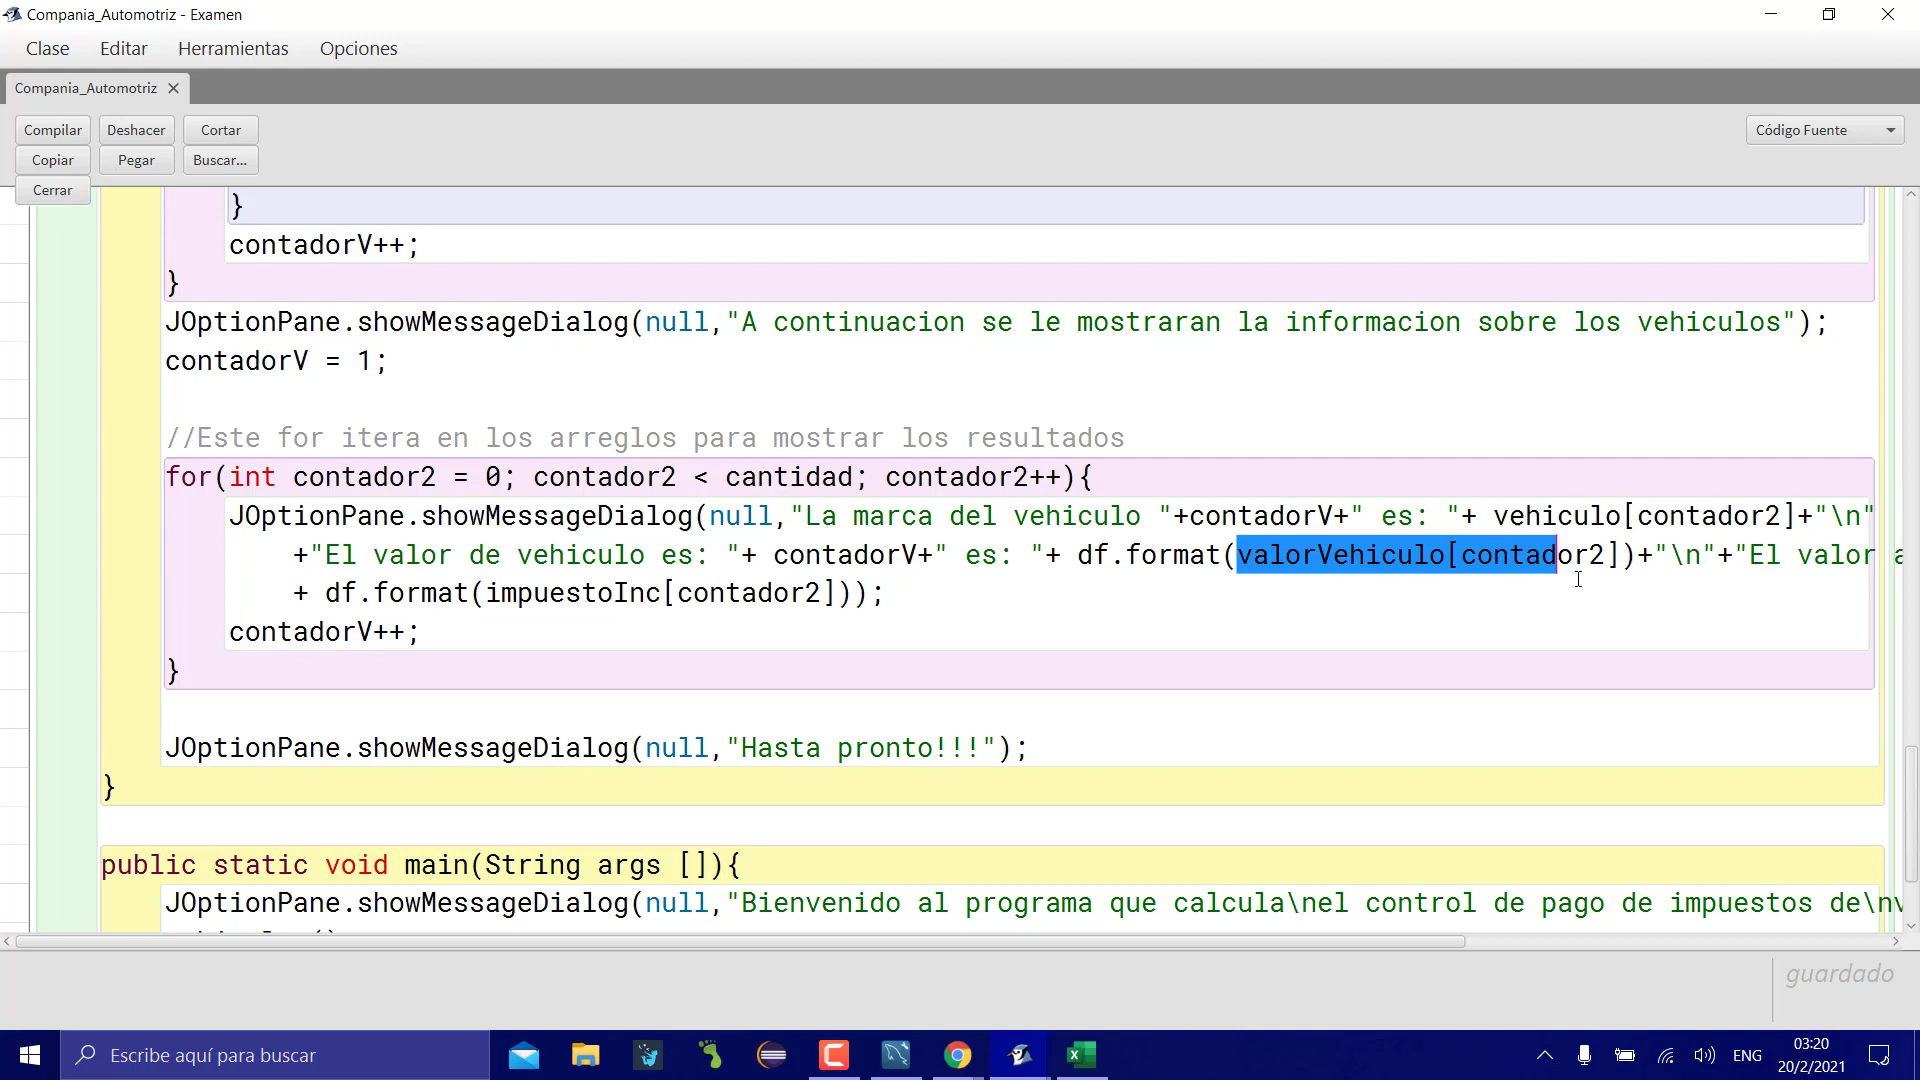 Compania_Automotriz - Examen
Clase Editar Herramientas Opciones
Compania_Automotriz
Compilar Deshacer Cortar
Código Fuente
Copiar Pegar Buscar...
Cerrar
}
contadorV++;
}
JOptionPane.showMessageDialog(null,"A continuacion se le mostraran la informacion sobre los vehiculos");
contadorV = 1;
//Este for itera en los arreglos para mostrar los resultados
for(int contador2 = 0; contador2 < cantidad; contador2++){
JOptionPane.showMessageDialog(null,"La marca del vehiculo "+contadorV+" es: "+ vehiculo[contador2]+"\n"
+"El valor de vehiculo es: "+ contadorV+" es: "+ df.format(valorVehiculo[contador2])+"\n"+"El valor a
+ df.format(impuestoInc[contador2]));
contadorV++;
}
JOptionPane.showMessageDialog(null,"Hasta pronto!!!");
}
public static void main(String args []){
JOptionPane.showMessageDialog(null,"Bienvenido al programa que calcula\nel control de pago de impuestos de\nv
guardado
Escribe aquí para buscar
ENG
03:20
20/2/2021